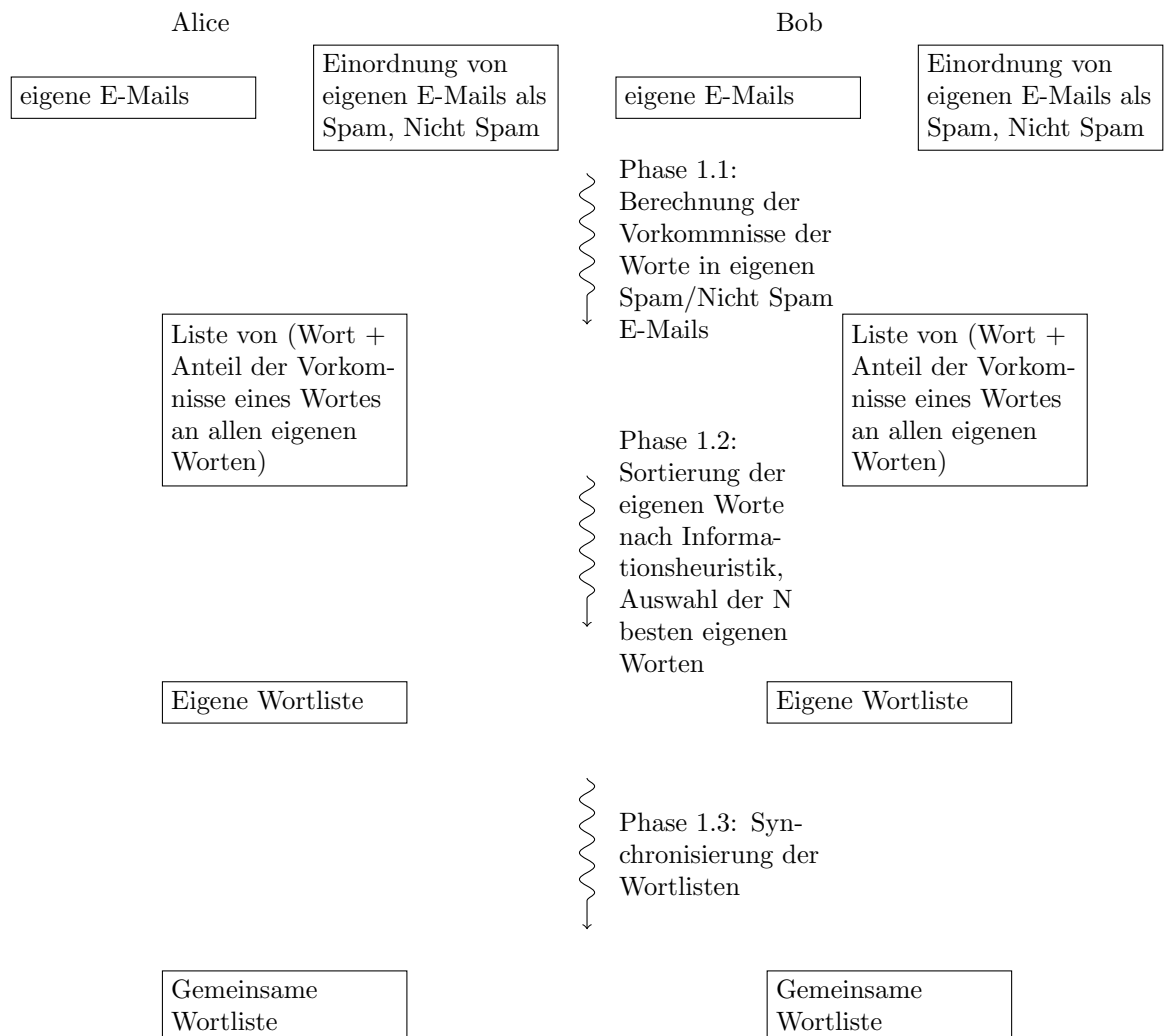 Alice
Bob
eigene E-Mails
Einordnung von
eigenen E-Mails als
Spam, Nicht Spam
eigene E-Mails
Einordnung von
eigenen E-Mails als
Spam, Nicht Spam
Phase 1.1:
Berechnung der
Vorkommnisse der
Worte in eigenen
Spam/Nicht Spam
E-Mails
Liste von (Wort +
Anteil der Vorkom-
nisse eines Wortes
an allen eigenen
Worten)
Liste von (Wort +
Anteil der Vorkom-
nisse eines Wortes
an allen eigenen
Worten)
Phase 1.2:
Sortierung der
eigenen Worte
nach Informa-
tionsheuristik,
Auswahl der N
besten eigenen
Worten
Eigene Wortliste
Eigene Wortliste
Phase 1.3: Syn-
chronisierung der
Wortlisten
Gemeinsame
Wortliste
Gemeinsame
Wortliste